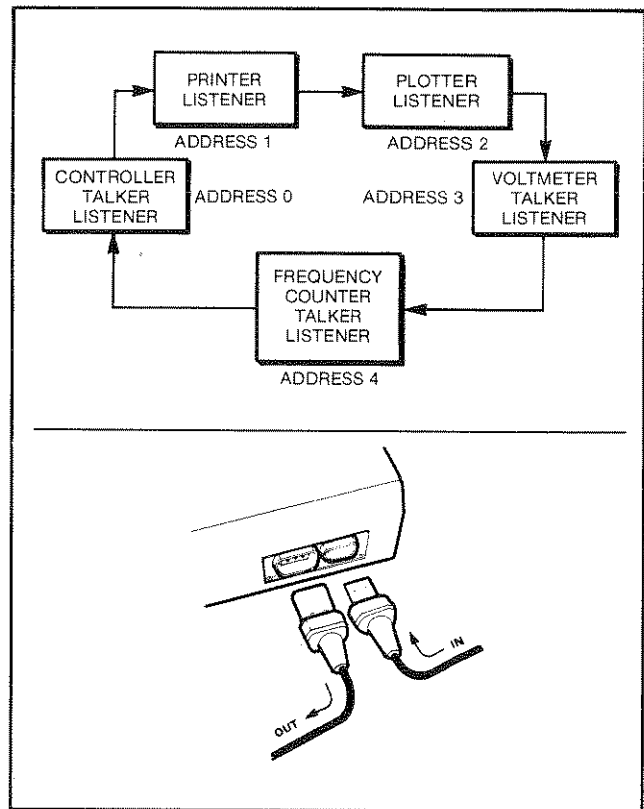 PRINTER
LISTENER
ADDRESS 1
PLOTTER
LISTENER
ADDRESS 2
CONTROLLER
TALKER
LISTENER
ADDRESS 0
ADDRESS 3
VOLTMETER
TALKER
LISTENER
FREQUENCY
COUNTER
TALKER
LISTENER
ADDRESS 4
IN
OUT